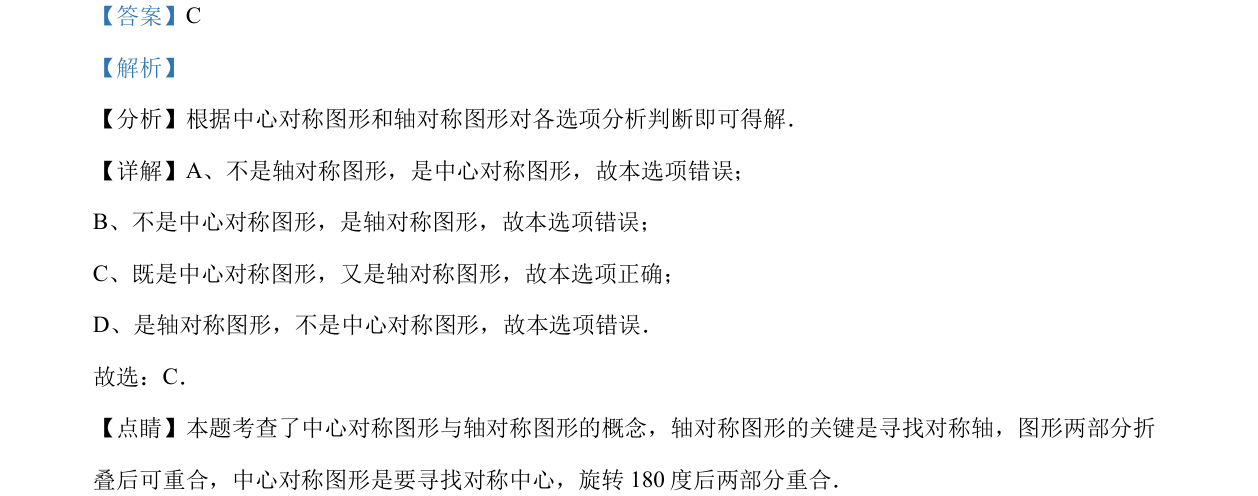 【答案】C
【解析】
【分析】根据中心对称图形和轴对称图形对各选项分析判断即可得解．
【详解】A、不是轴对称图形，是中心对称图形，故本选项错误；
B、不是中心对称图形，是轴对称图形，故本选项错误；
C、既是中心对称图形，又是轴对称图形，故本选项正确；
D、是轴对称图形，不是中心对称图形，故本选项错误．
故选：C．
【点睛】本题考查了中心对称图形与轴对称图形的概念，轴对称图形的关键是寻找对称轴，图形两部分折
叠后可重合，中心对称图形是要寻找对称中心，旋转 180 度后两部分重合．